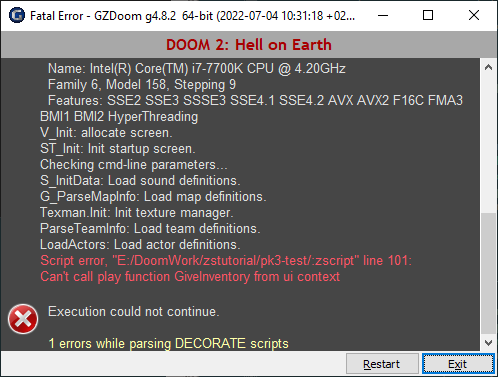 Fatal Error - GZDoom g4.8.2 64-bit (2022-07-04 10:31:18 +02...
DOOM 2: Hell on Earth
Name: Intel(R) Core(TM) i7-7700K CPU @ 4.20GHz
Family 6, Model 158, Stepping 9
Features: SSE2 SSE3 SSSE3 SSE4.1 SSE4.2 AVX AVX2 F16C FMA3
BMI1 BMI2 HyperThreading
V_Init: allocate screen.
ST_Init: Init startup screen.
Checking cmd-line parameters...
S_InitData: Load sound definitions.
G_ParseMapInfo: Load map definitions.
Texman.Init: Init texture manager.
ParseTeamInfo: Load team definitions.
LoadActors: Load actor definitions.
Script error, "E:/DoomWork/zstutorial/pk3-test/:zscript" line 101:
Can't call play function GiveInventory from ui context
Execution could not continue.
1 errors while parsing DECORATE scripts
Restart
Exit